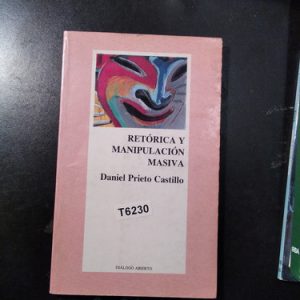 RETÓRICA Y
MANIPULACIÓN
MASIVA
Daniel Prieto Castillo
T6230
DIÁLOGO ABIERTO